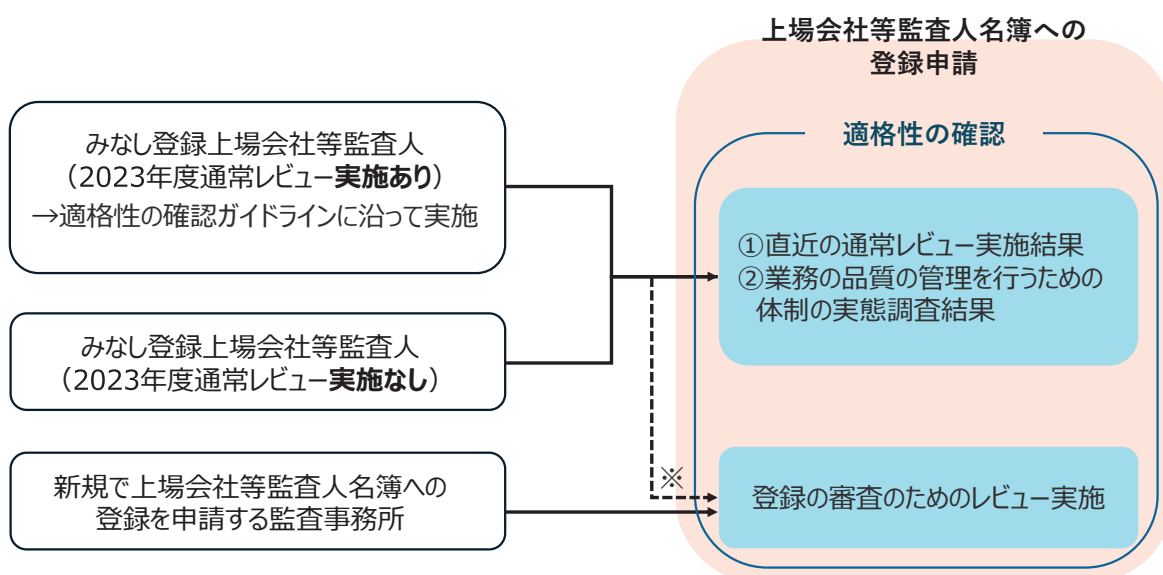 上場会社等監査人名簿への
登録申請
みなし登録上場会社等監査人
（2023年度通常レビュー実施あり）
→適格性の確認ガイドラインに沿って実施
みなし登録上場会社等監査人
（2023年度通常レビュー実施なし）
新規で上場会社等監査人名簿への
登録を申請する監査事務所
適格性の確認
①直近の通常レビュー実施結果
②業務の品質の管理を行うための
体制の実態調査結果
※
登録の審査のためのレビュー実施